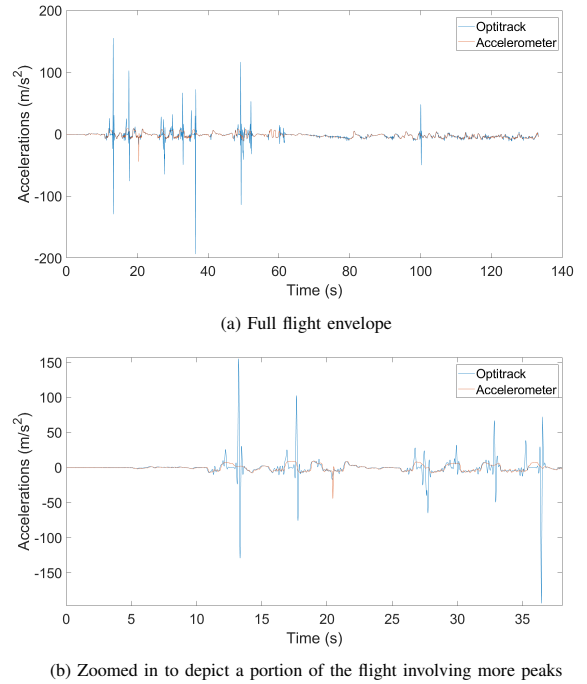 200
100
0
-100
-200
Accelerations (m/s²)
Optitrack
Accelerometer
0 20 40 60 80 100 120 140
Time (s)
(a) Full flight envelope
150
100
50
0
-50
-100
-150
Accelerations (m/s²)
Optitrack
Accelerometer
0 5 10 15 20 25 30 35
Time (s)
(b) Zoomed in to depict a portion of the flight involving more peaks